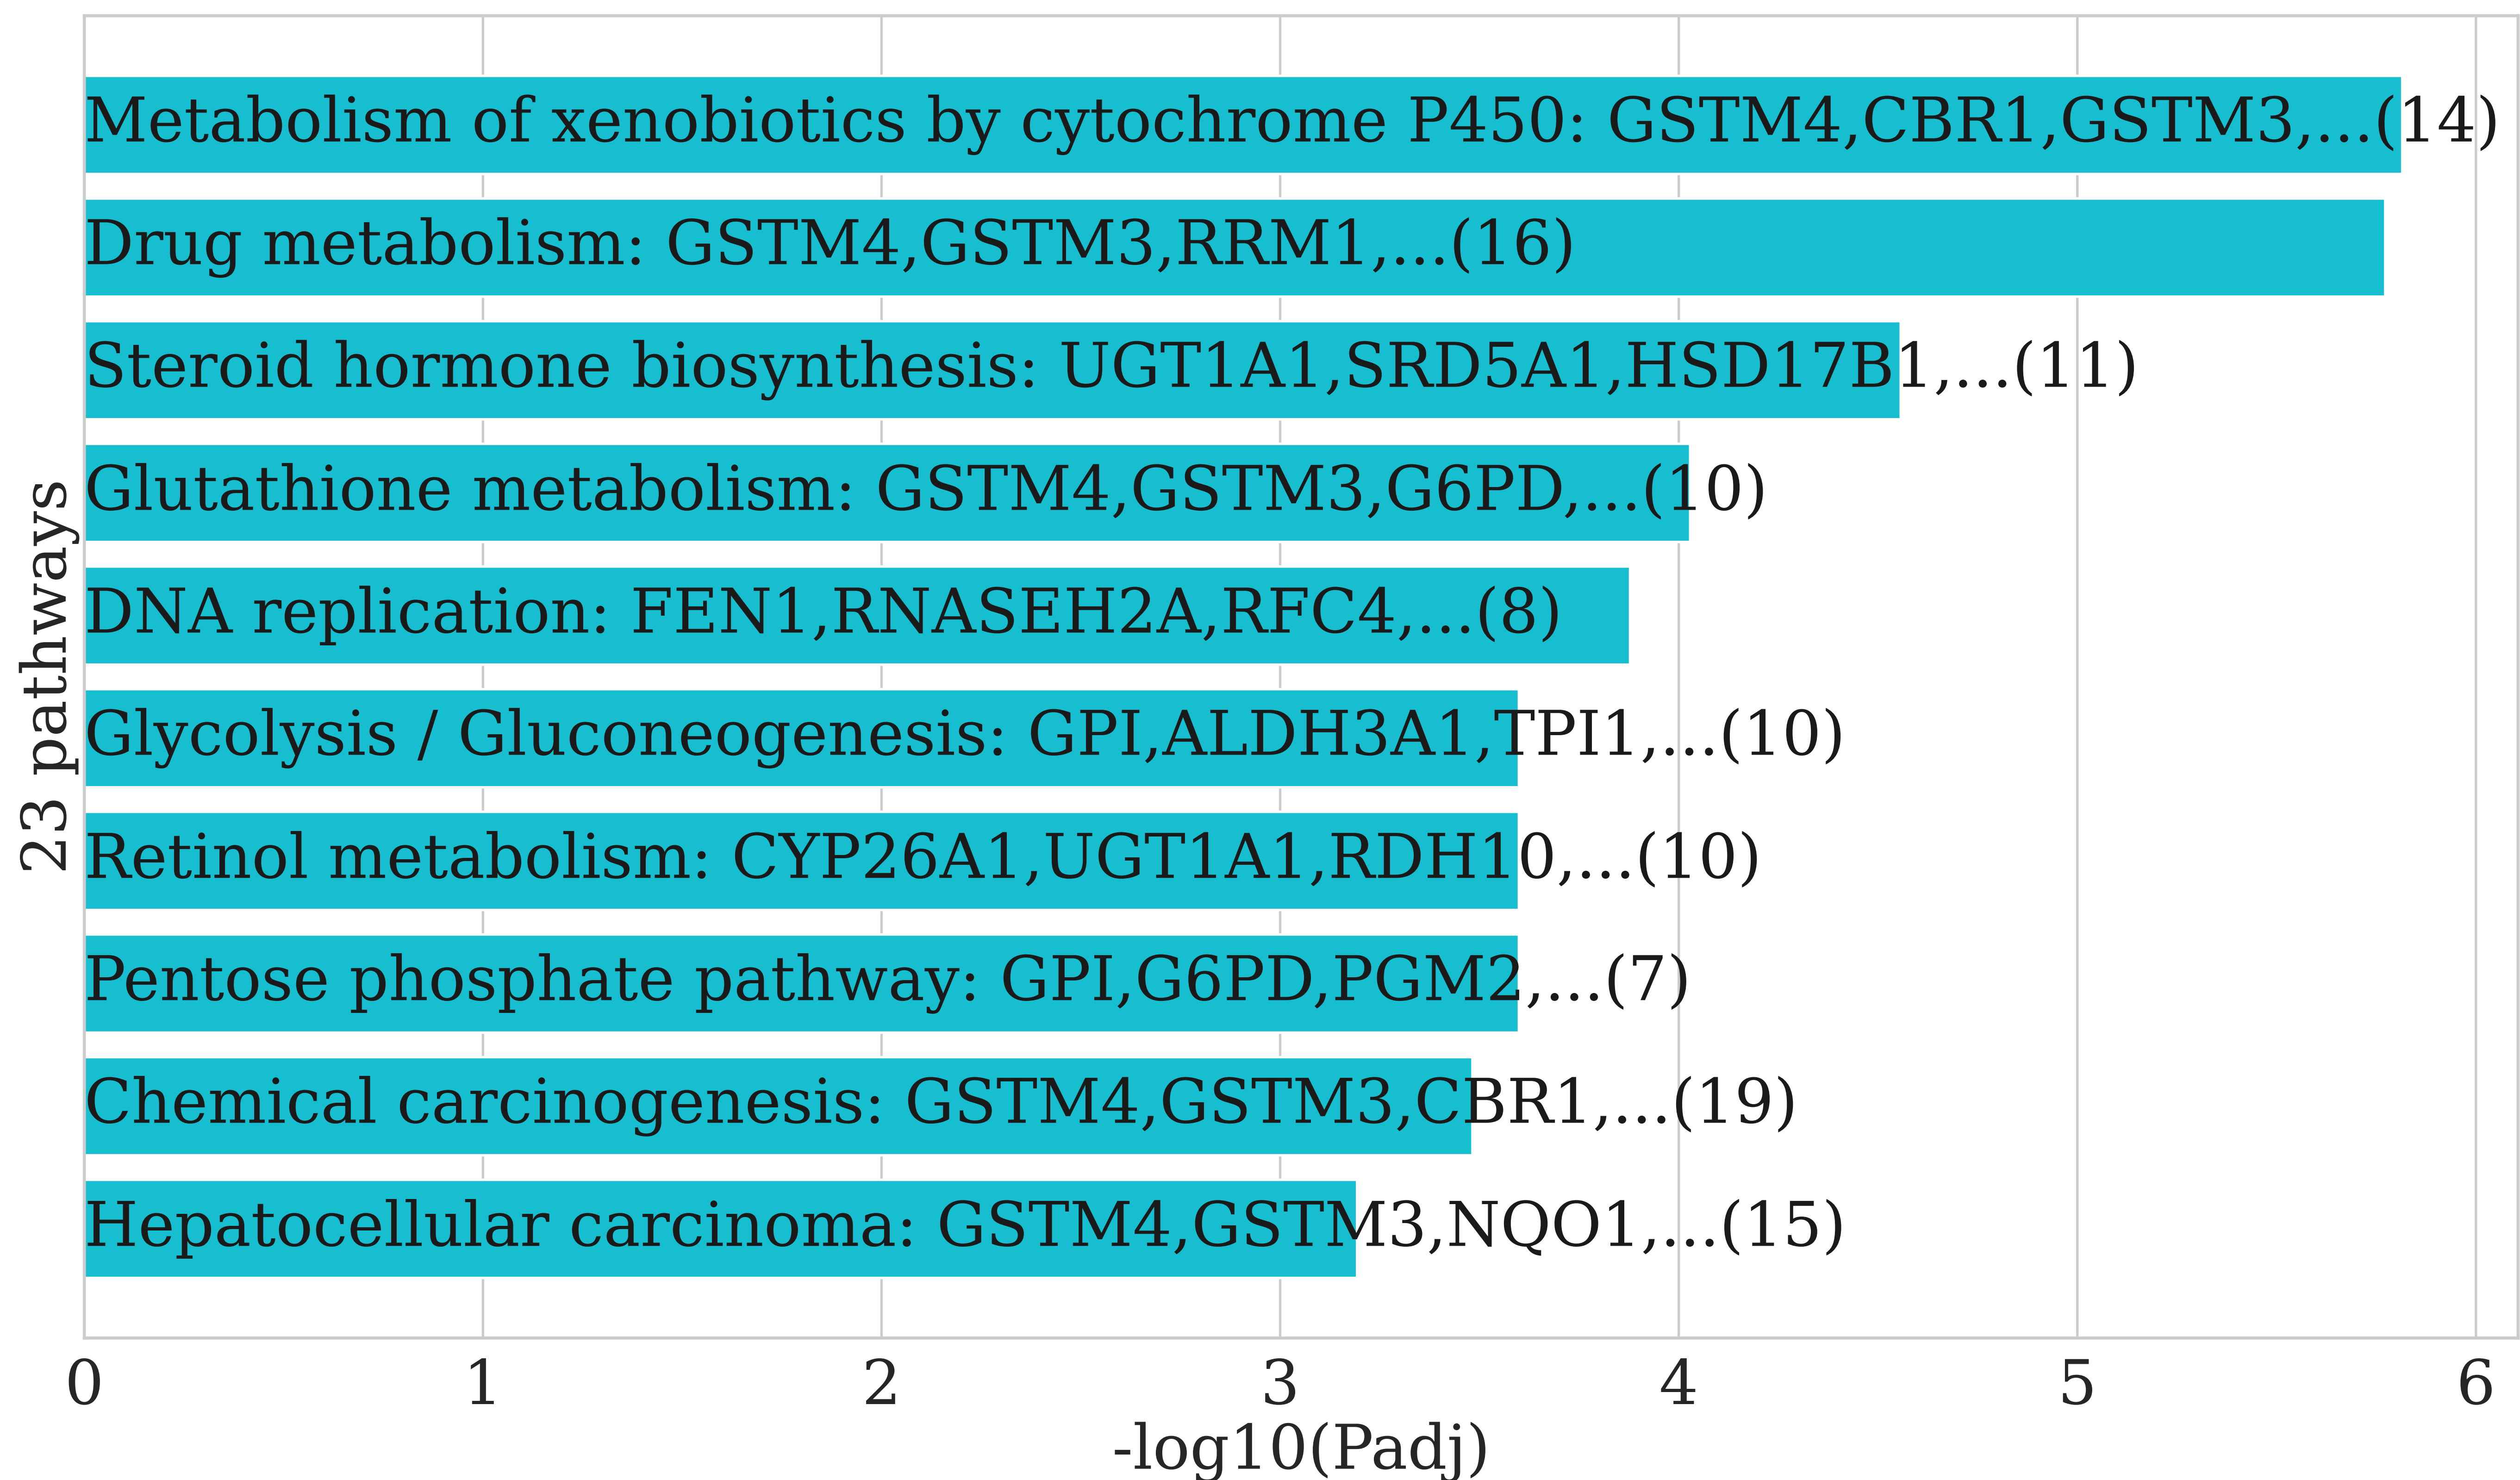 Metabolism of xenobiotics by cytochrome P450: GSTM4,CBR1,GSTM3,...(14)
Drug metabolism: GSTM4,GSTM3,RRM1,...(16)
Steroid hormone biosynthesis: UGT1A1,SRD5A1,HSD17B1,...(11)
Glutathione metabolism: GSTM4,GSTM3,G6PD,...(10)
DNA replication: FEN1,RNASEH2A,RFC4,...(8)
Glycolysis / Gluconeogenesis: GPI,ALDH3A1,TPI1,...(10)
Retinol metabolism: CYP26A1,UGT1A1,RDH10,...(10)
Pentose phosphate pathway: GPI,G6PD,PGM2,...(7)
Chemical carcinogenesis: GSTM4,GSTM3,CBR1,...(19)
Hepatocellular carcinoma: GSTM4,GSTM3,NQO1,...(15)
23 pathways
0 1 2 3 4 5 6
-log10(Padj)